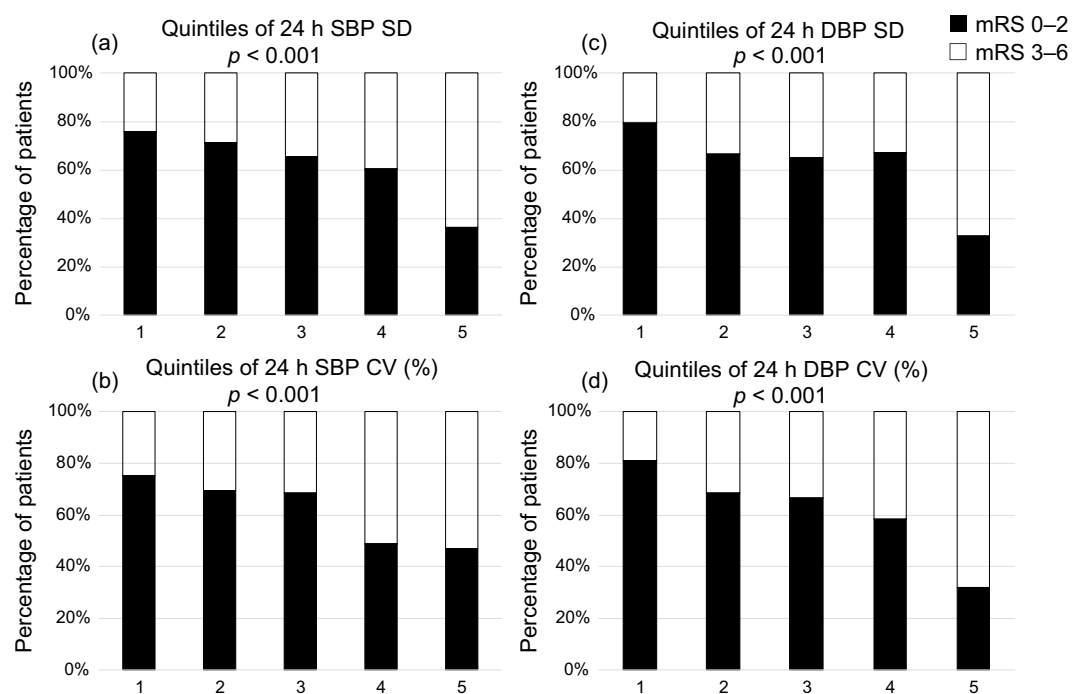 (a)
Quintiles of 24 h SBP SD
p < 0.001
Percentage of patients
100%
80%
60%
40%
20%
0%
1 2 3 4 5
(c)
Quintiles of 24 h DBP SD
p < 0.001
mRS 0–2
mRS 3–6
Percentage of patients
100%
80%
60%
40%
20%
0%
1 2 3 4 5
(b)
Quintiles of 24 h SBP CV (%)
p < 0.001
Percentage of patients
100%
80%
60%
40%
20%
0%
1 2 3 4 5
(d)
Quintiles of 24 h DBP CV (%)
p < 0.001
Percentage of patients
100%
80%
60%
40%
20%
0%
1 2 3 4 5